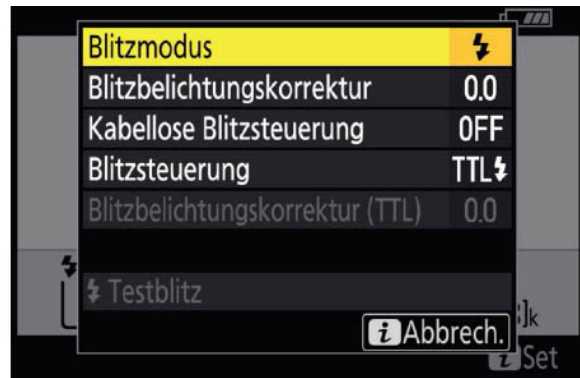 Blitzmodus
Blitzbelichtungskorrektur 0.0
Kabellose Blitzsteuerung OFF
Blitzsteuerung TTL
Blitzbelichtungskorrektur (TTL) 0.0
Testblitz
i Abbrech.
]k
i Set